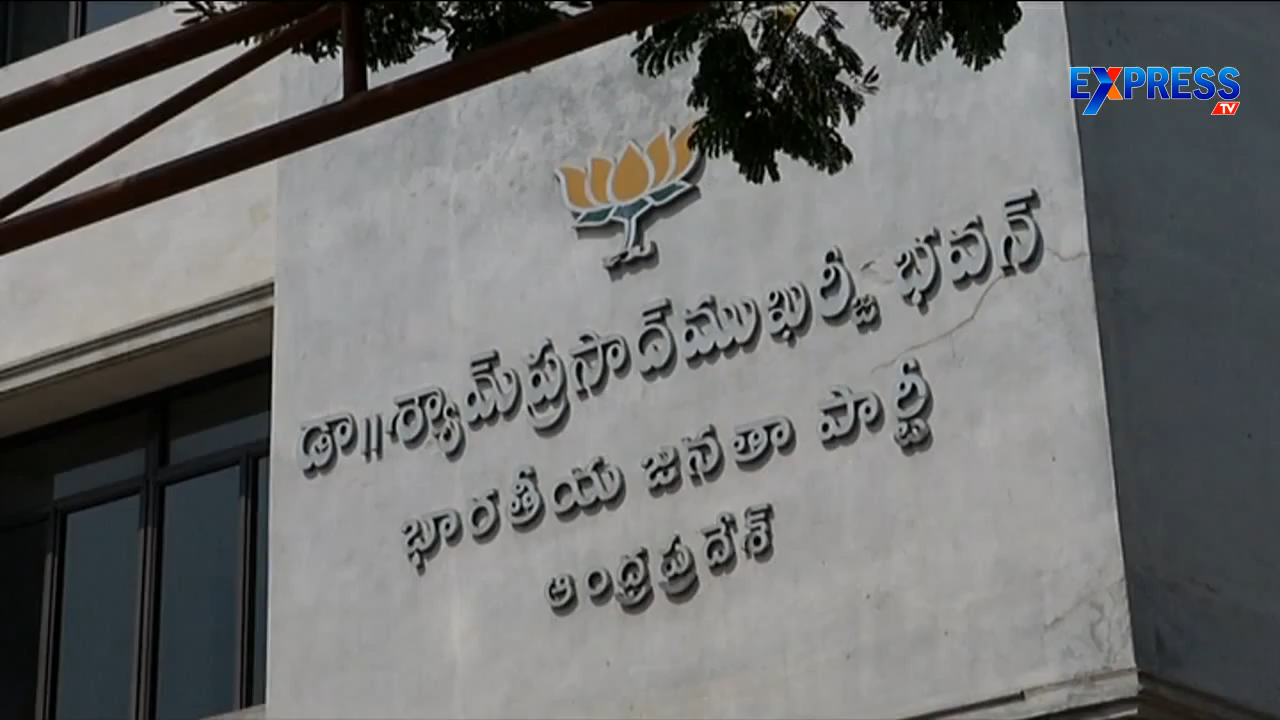 EXPRESS
TV
డా॥శ్యామ్‌ప్రసాదేముఖర్జీ భవన్
భారతీయ జనతా పార్టీ
ఆంధ్రప్రదేశ్